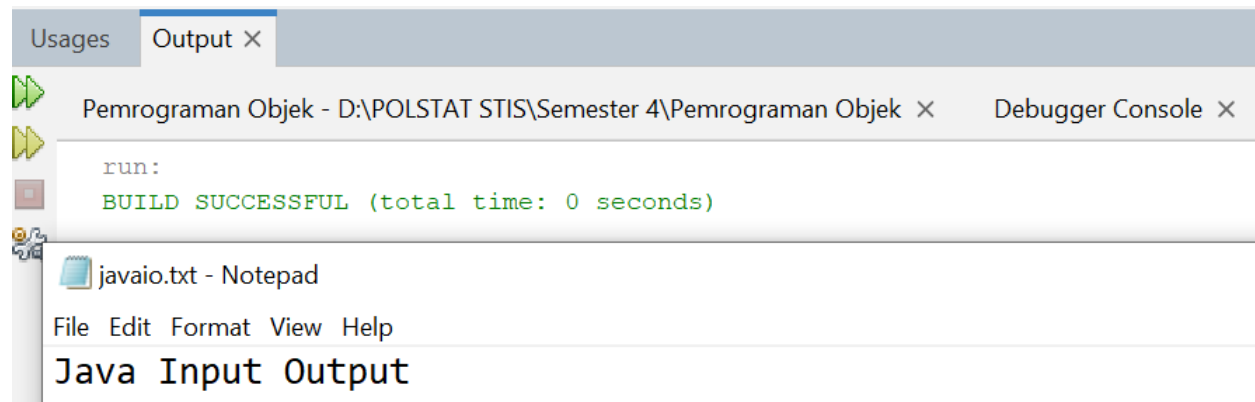 Usages Output ×
Pemrograman Objek - D:\POLSTAT STIS\Semester 4\Pemrograman Objek × Debugger Console ×
run:
BUILD SUCCESSFUL (total time: 0 seconds)
javaio.txt - Notepad
File Edit Format View Help
Java Input Output